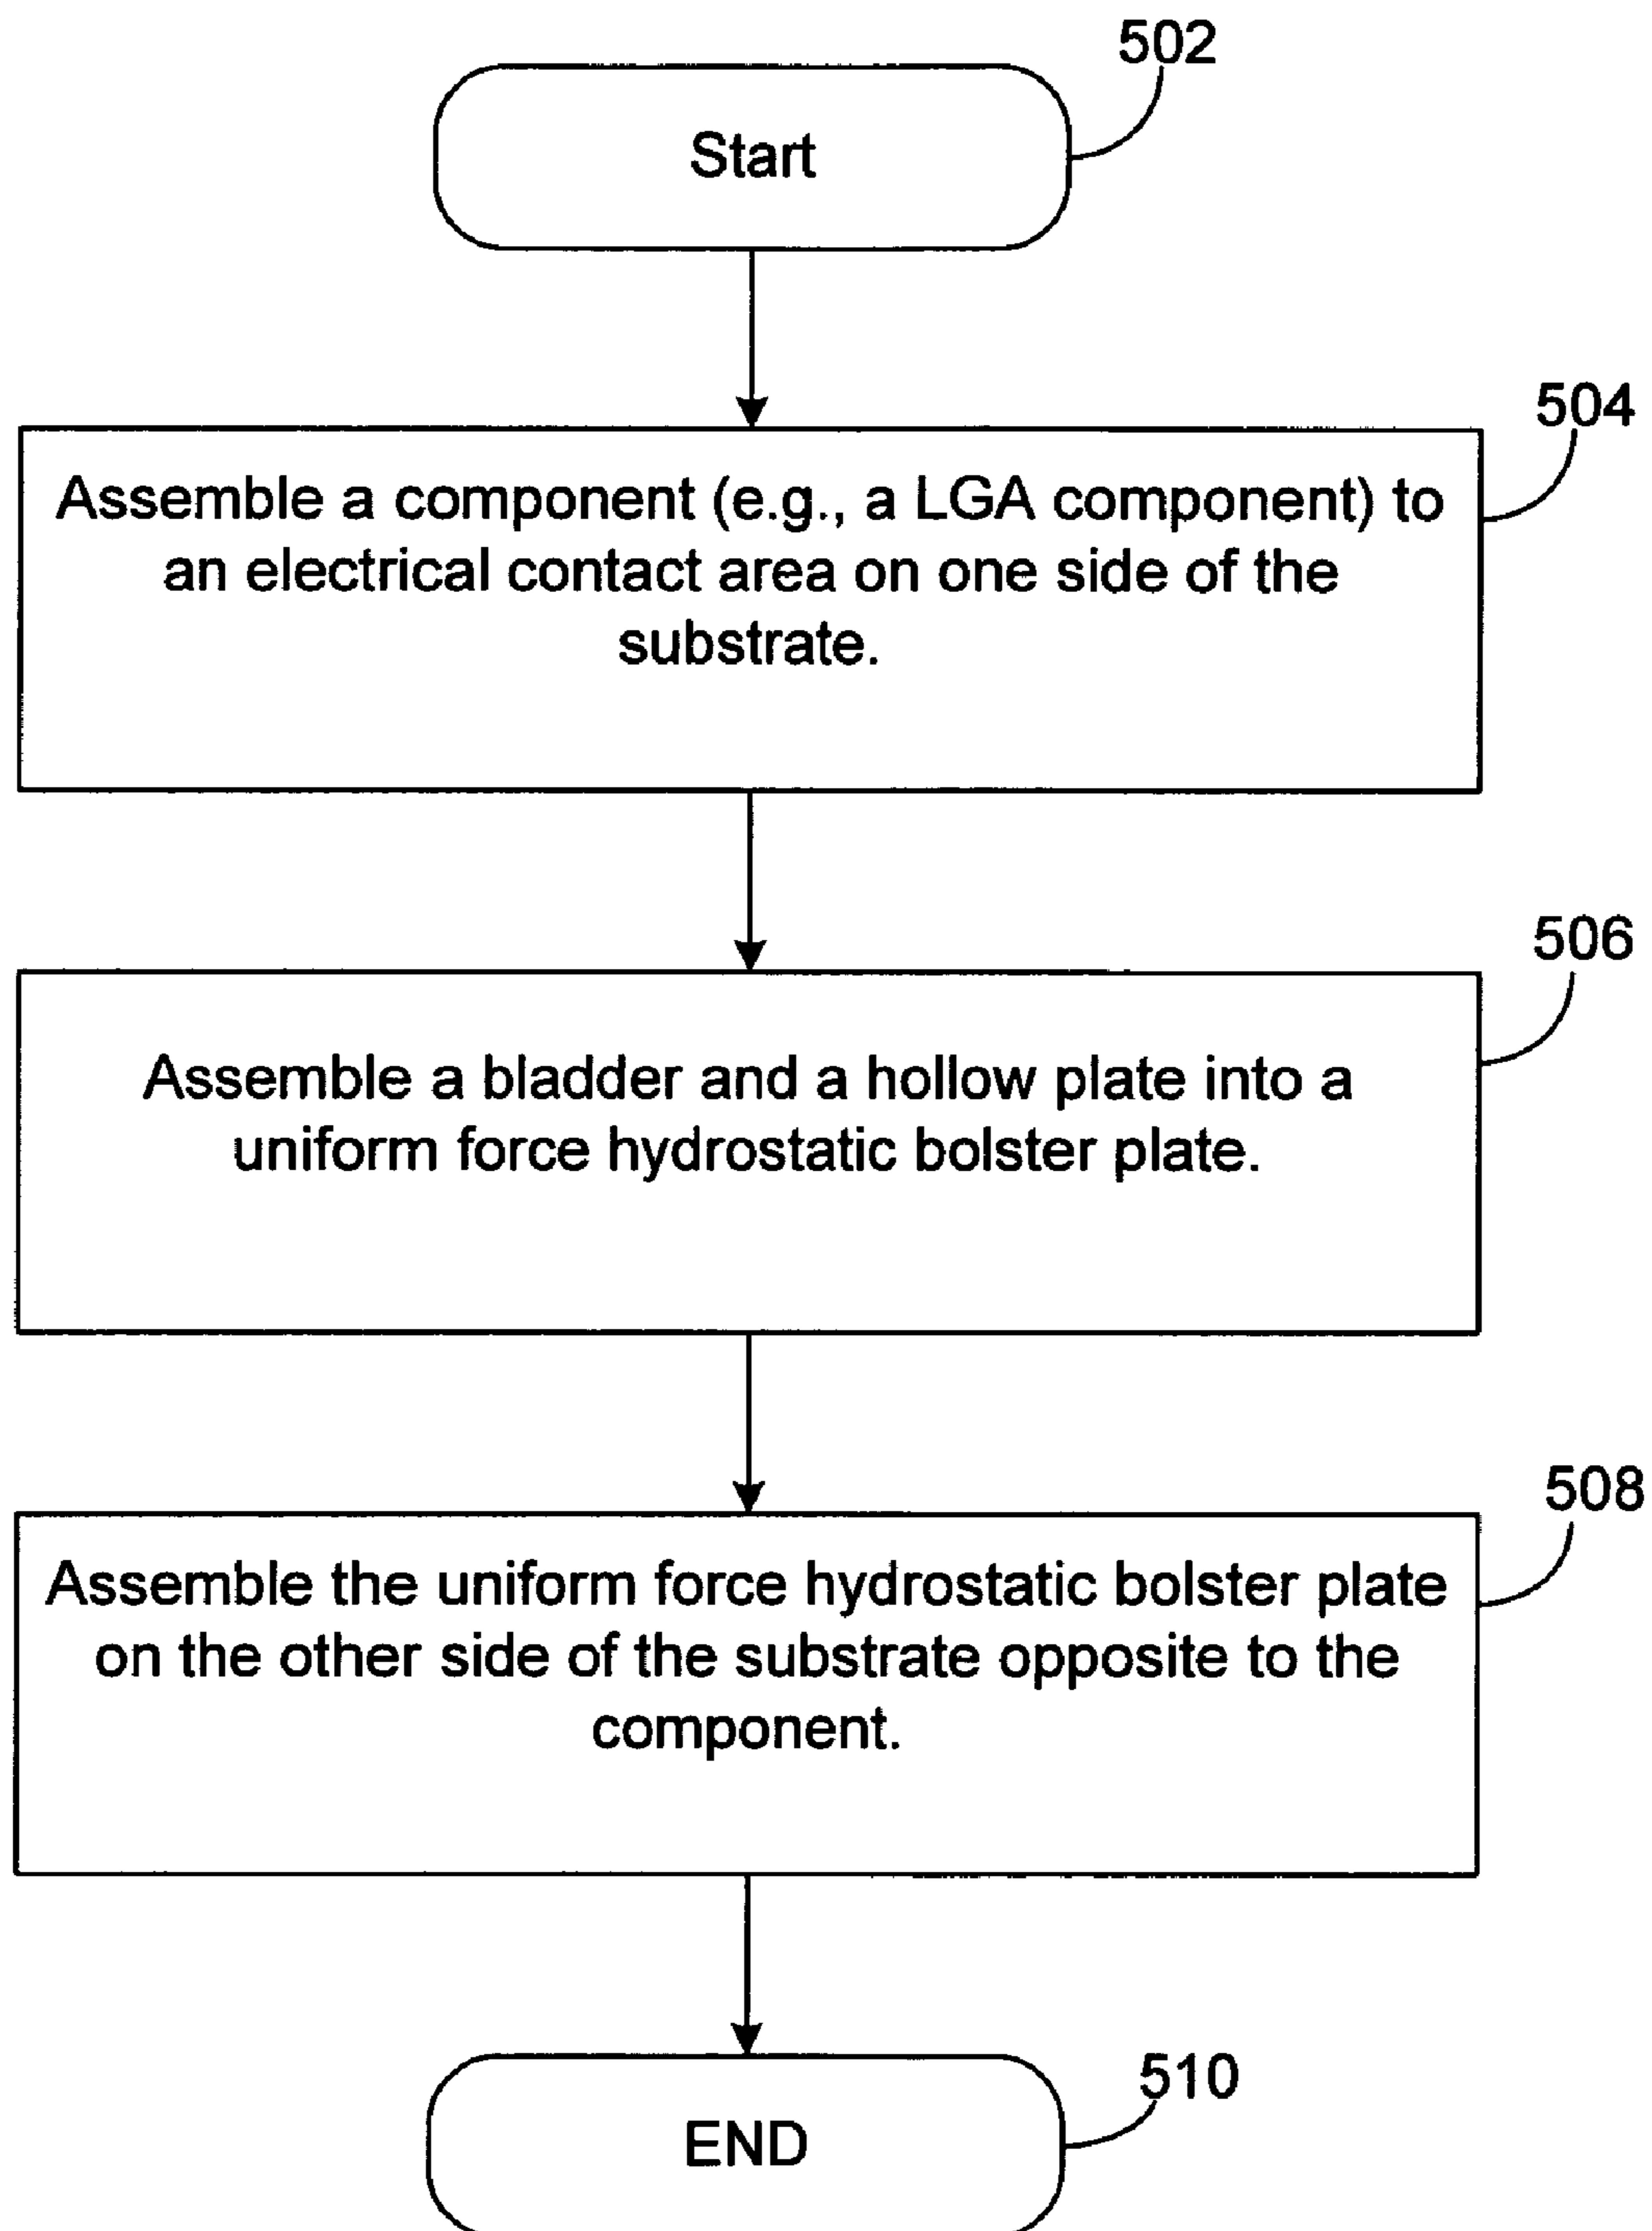 502
Start
504
Assemble a component (e.g., a LGA component) to
an electrical contact area on one side of the
substrate.
506
Assemble a bladder and a hollow plate into a
uniform force hydrostatic bolster plate.
508
Assemble the uniform force hydrostatic bolster plate
on the other side of the substrate opposite to the
component.
510
END